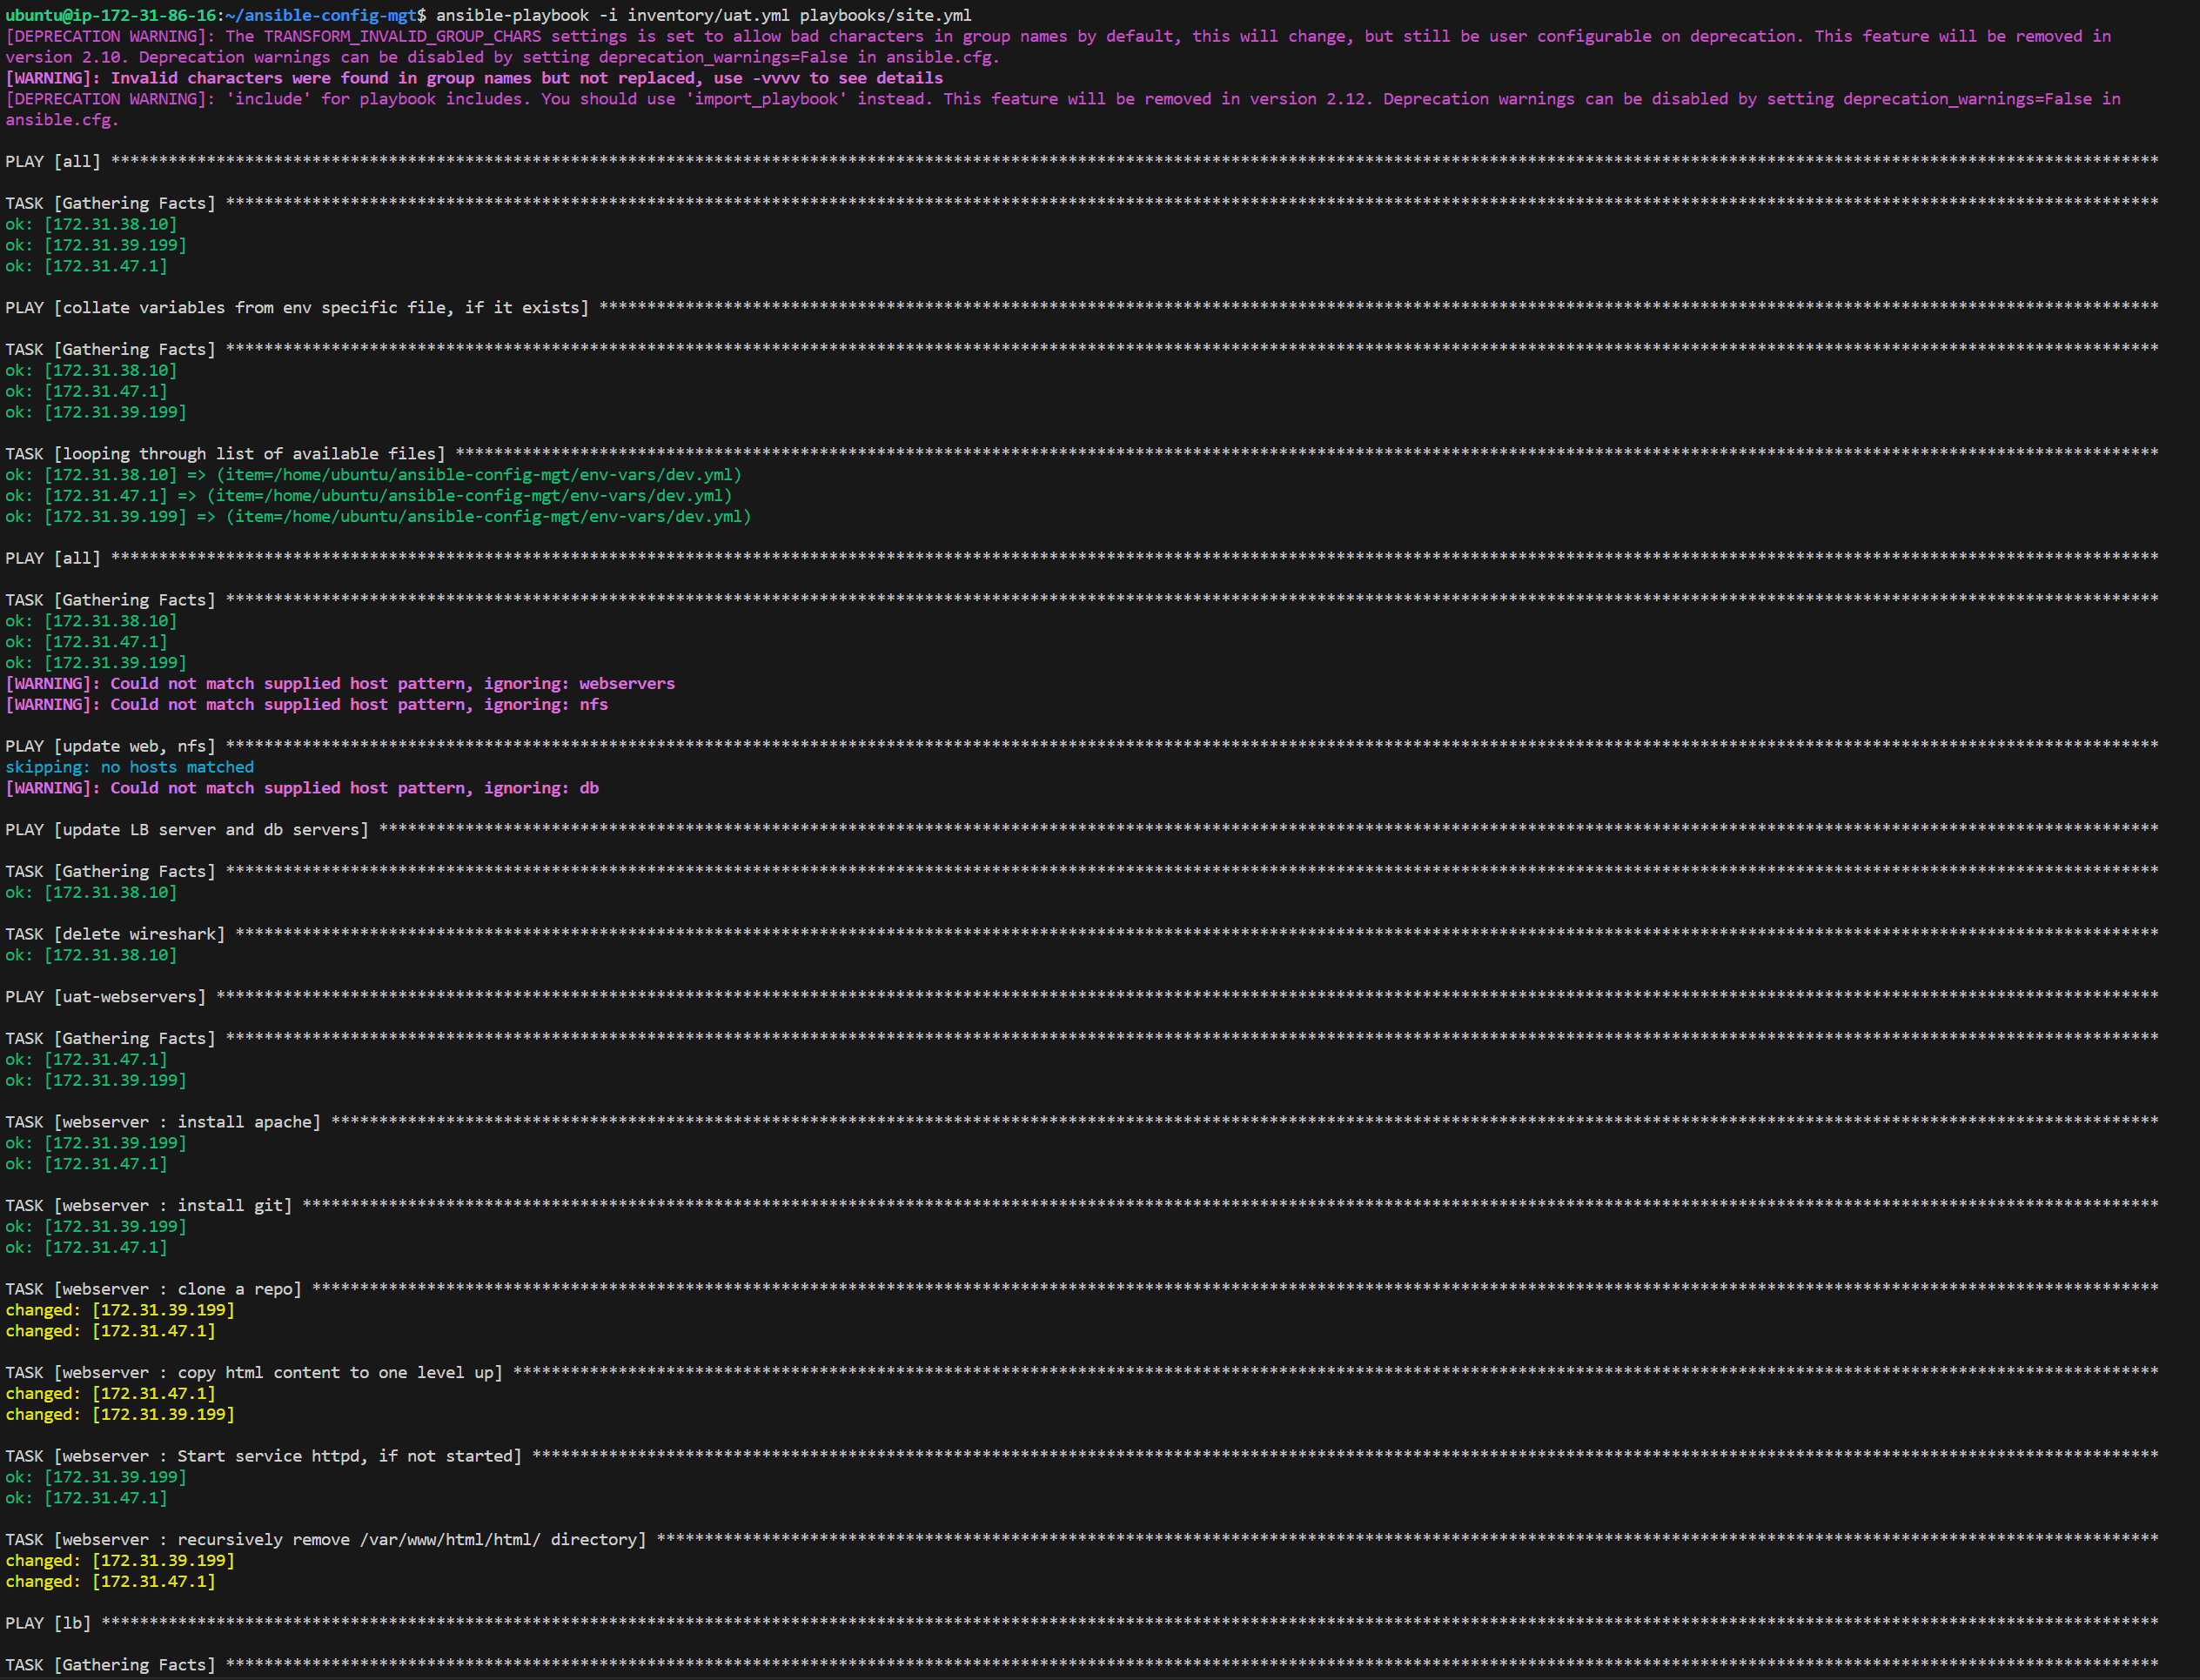 ubuntu@ip-172-31-86-16:~/ansible-config-mgt$ ansible-playbook -i inventory/uat.yml playbooks/site.yml
[DEPRECATION WARNING]: The TRANSFORM_INVALID_GROUP_CHARS settings is set to allow bad characters in group names by default, this will change, but still be user configurable on deprecation. This feature will be removed in
version 2.10. Deprecation warnings can be disabled by setting deprecation_warnings=False in ansible.cfg.
[WARNING]: Invalid characters were found in group names but not replaced, use -vvvv to see details
[DEPRECATION WARNING]: 'include' for playbook includes. You should use 'import_playbook' instead. This feature will be removed in version 2.12. Deprecation warnings can be disabled by setting deprecation_warnings=False in
ansible.cfg.
PLAY [all] ****
TASK [Gathering Facts] ****
ok: [172.31.38.10]
ok: [172.31.39.199]
ok: [172.31.47.1]
PLAY [collate variables from env specific file, if it exists] ****
TASK [Gathering Facts] ****
ok: [172.31.38.10]
ok: [172.31.47.1]
ok: [172.31.39.199]
TASK [looping through list of available files] ****
ok: [172.31.38.10] => (item=/home/ubuntu/ansible-config-mgt/env-vars/dev.yml)
ok: [172.31.47.1] => (item=/home/ubuntu/ansible-config-mgt/env-vars/dev.yml)
ok: [172.31.39.199] => (item=/home/ubuntu/ansible-config-mgt/env-vars/dev.yml)
PLAY [all] ****
TASK [Gathering Facts] ****
ok: [172.31.38.10]
ok: [172.31.47.1]
ok: [172.31.39.199]
[WARNING]: Could not match supplied host pattern, ignoring: webservers
[WARNING]: Could not match supplied host pattern, ignoring: nfs
PLAY [update web, nfs] ****
skipping: no hosts matched
[WARNING]: Could not match supplied host pattern, ignoring: db
PLAY [update LB server and db servers] ****
TASK [Gathering Facts] ****
ok: [172.31.38.10]
TASK [delete wireshark] ****
ok: [172.31.38.10]
PLAY [uat-webservers] ****
TASK [Gathering Facts] ****
ok: [172.31.47.1]
ok: [172.31.39.199]
TASK [webserver : install apache] ****
ok: [172.31.39.199]
ok: [172.31.47.1]
TASK [webserver : install git] ****
ok: [172.31.39.199]
ok: [172.31.47.1]
TASK [webserver : clone a repo] ****
changed: [172.31.39.199]
changed: [172.31.47.1]
TASK [webserver : copy html content to one level up] ****
changed: [172.31.47.1]
changed: [172.31.39.199]
TASK [webserver : Start service httpd, if not started] ****
ok: [172.31.39.199]
ok: [172.31.47.1]
TASK [webserver : recursively remove /var/www/html/html/ directory] ****
changed: [172.31.39.199]
changed: [172.31.47.1]
PLAY [lb] ****
TASK [Gathering Facts] ****